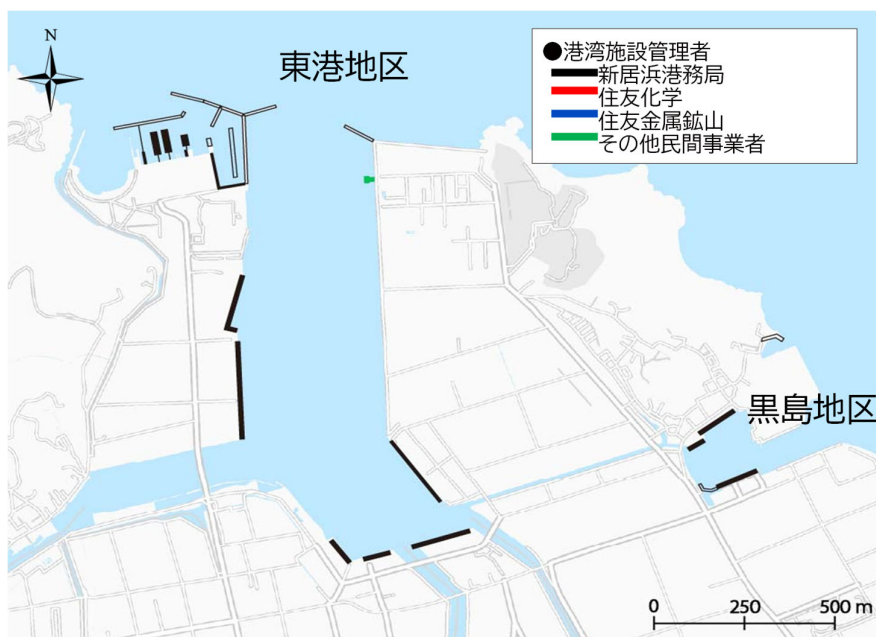 N
東港地区
●港湾施設管理者
新居浜港務局
住友化学
住友金属鉱山
その他民間事業者
黒島地区
0 250 500 m